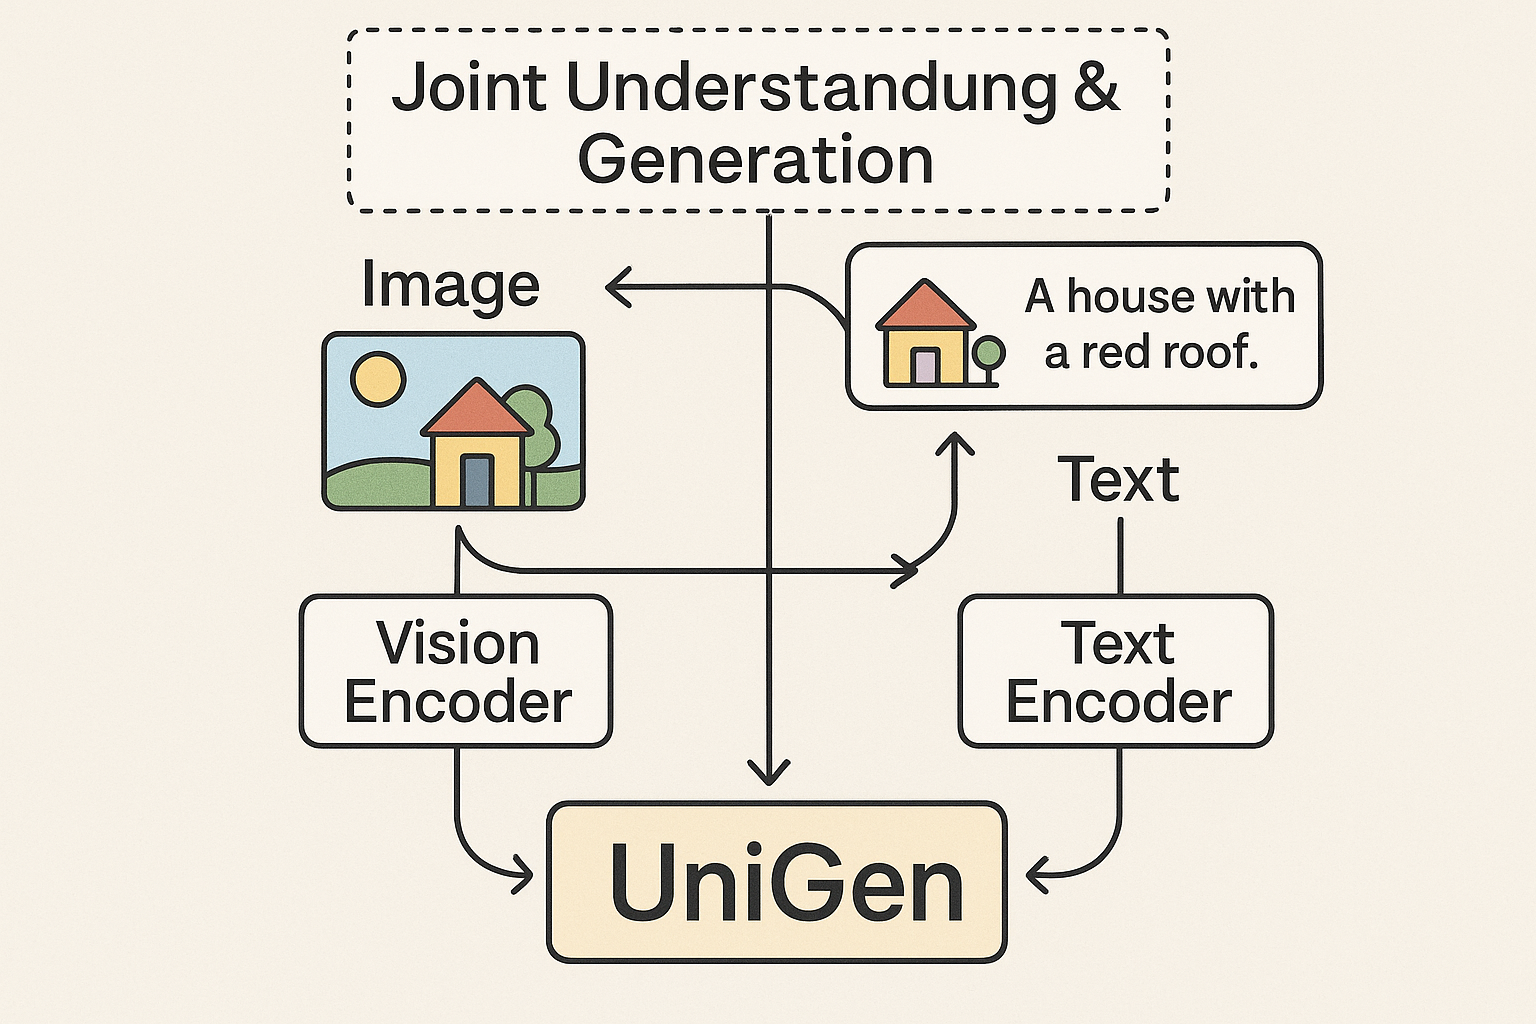 Joint Understandung &
Generation
Image
A house with
a red roof.
Text
Vision
Encoder
Text
Encoder
UniGen